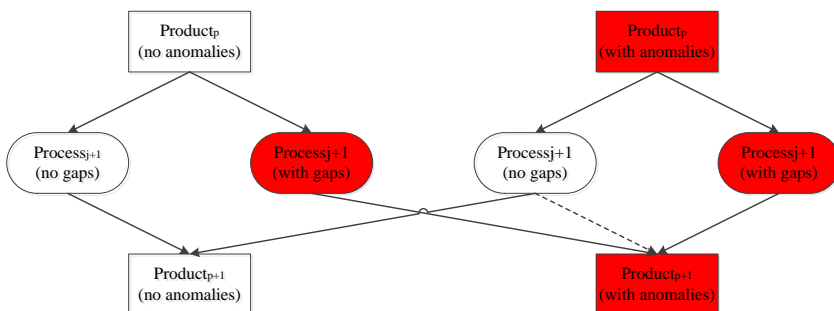 Productp
(no anomalies)
Productp
(with anomalies)
Processj+1
(no gaps)
Processj+1
(with gaps)
Processj+1
(no gaps)
Processj+1
(with gaps)
Productp+1
(no anomalies)
Productp+1
(with anomalies)